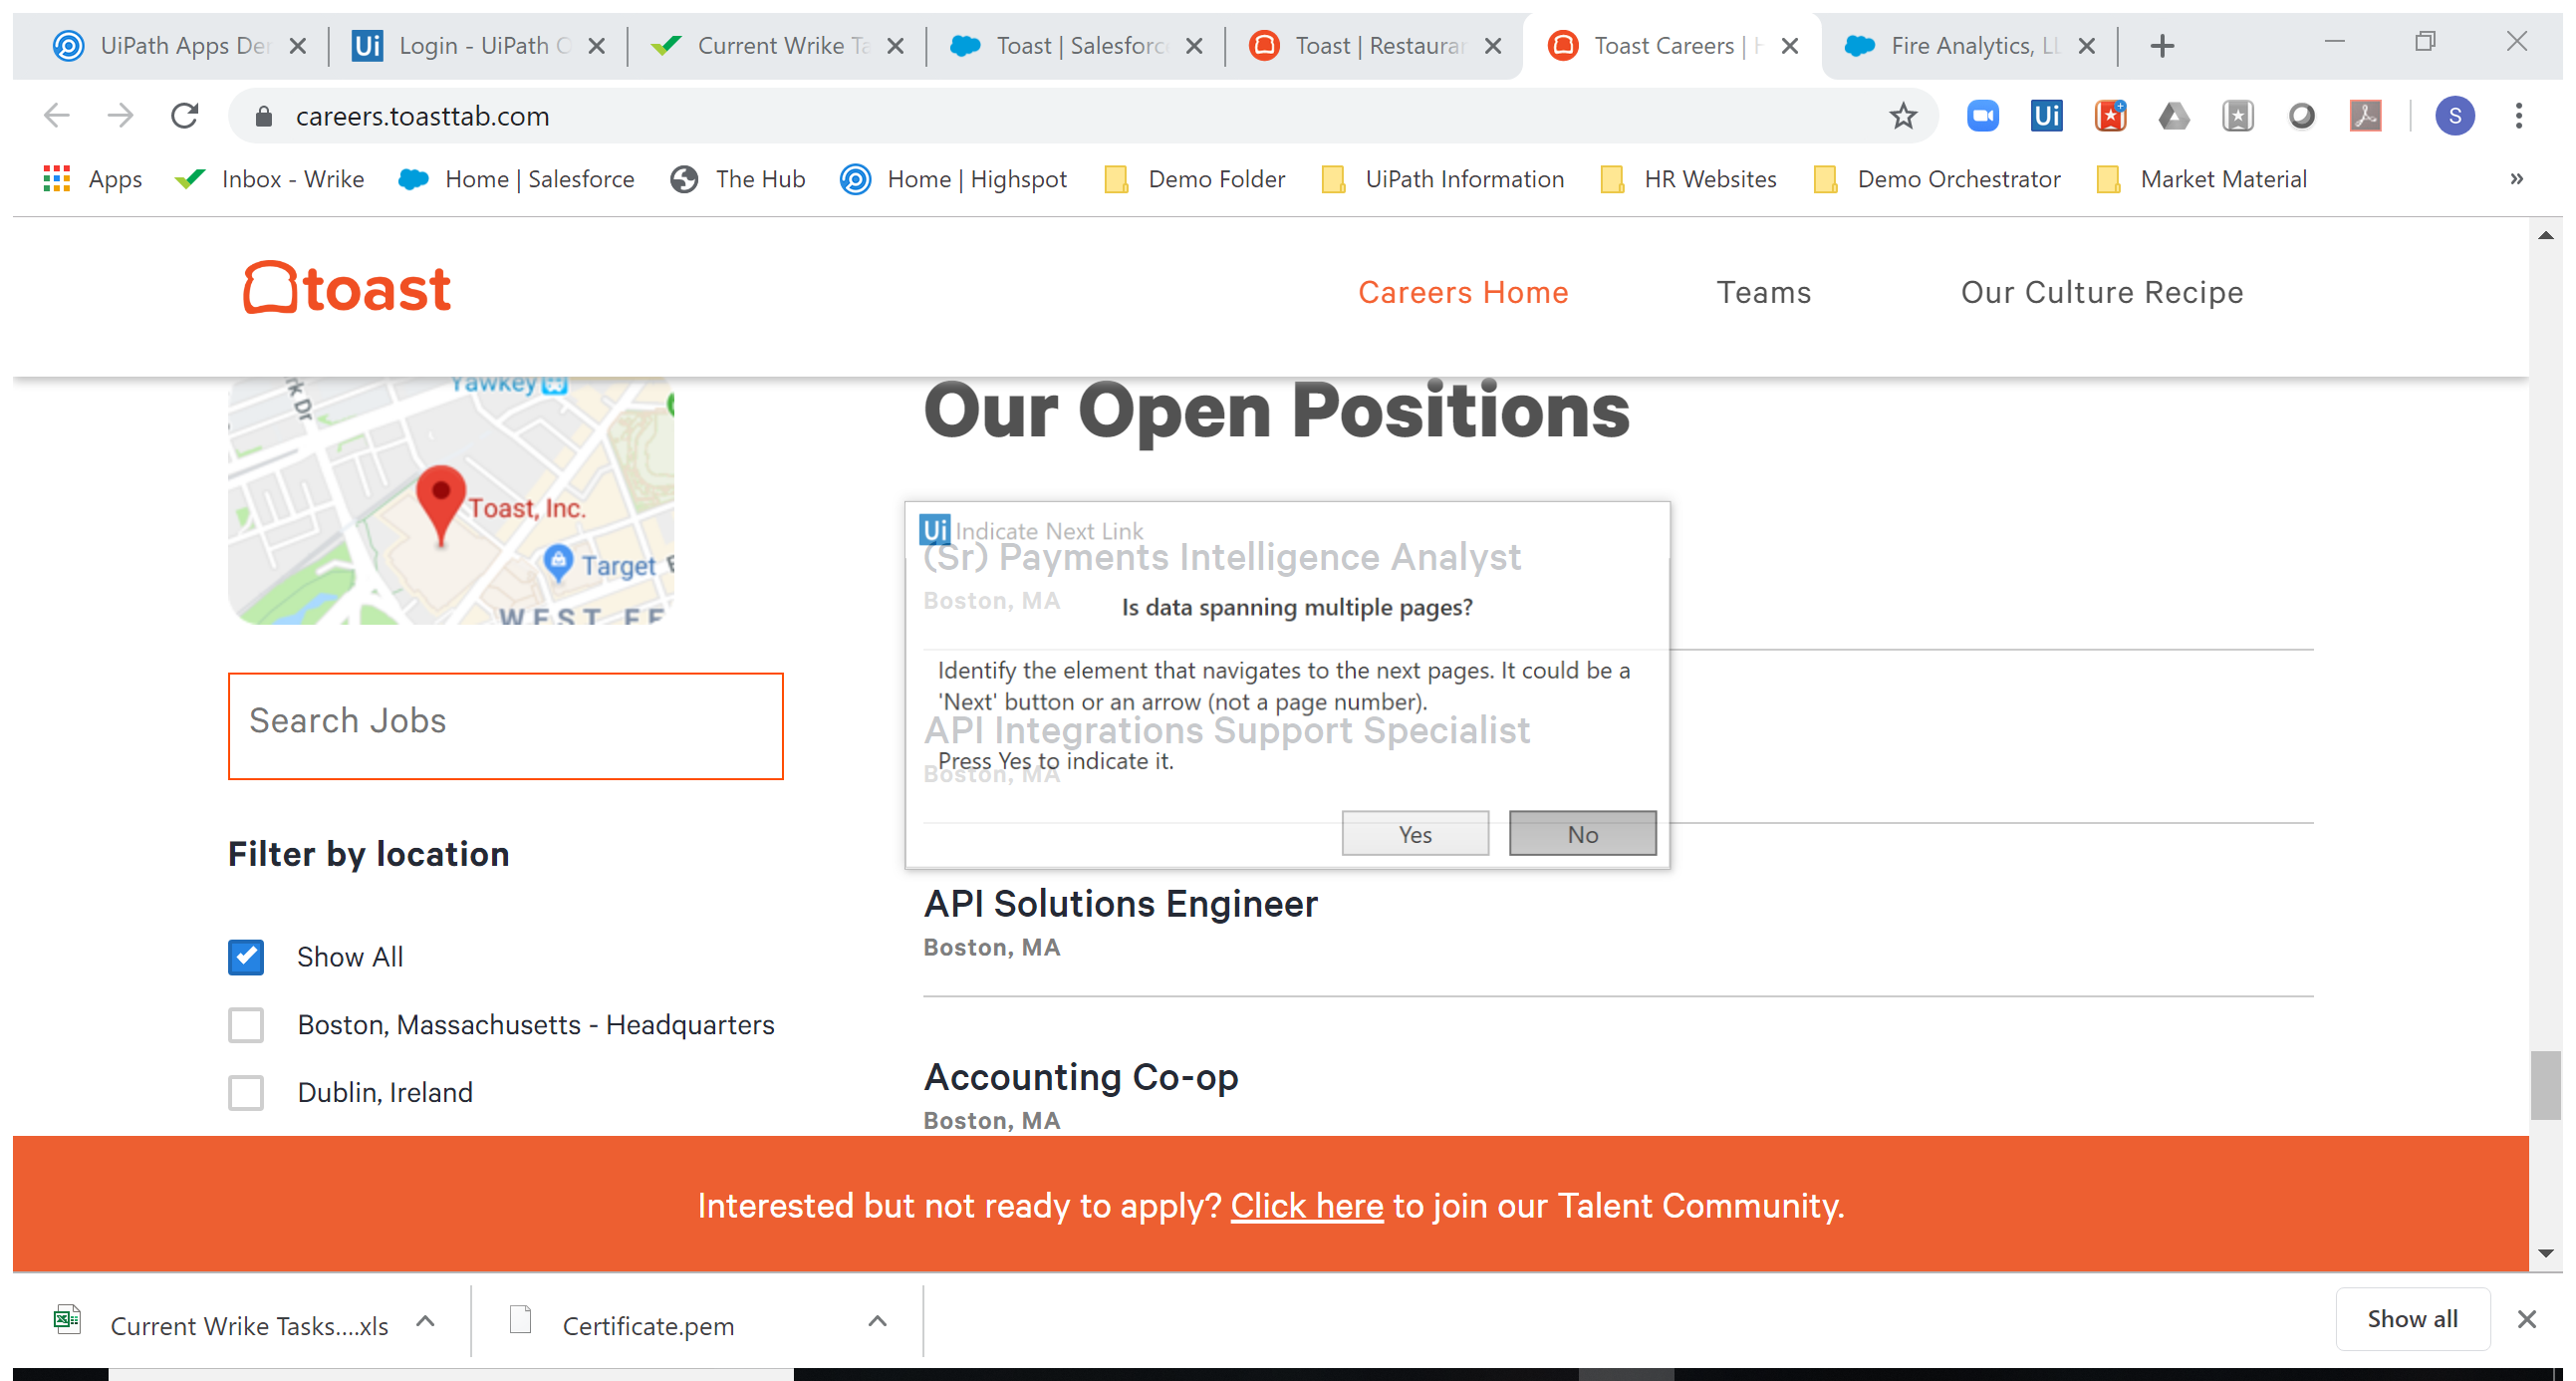 UiPath Apps De
Login - UiPath
Current Wrike Ta
Toast | Salesforc
Toast | Restaurar
Toast Careers |
Fire Analytics, LL
careers.toasttab.com
S
Apps
Inbox - Wrike
Home | Salesforce
The Hub
Home | Highspot
Demo Folder
UiPath Information
HR Websites
Demo Orchestrator
Market Material
»
toast
Careers Home
Teams
Our Culture Recipe
Yawkey
rk Dr
Toast, Inc.
Target
WEST FE
Our Open Positions
Ui Indicate Next Link
(Sr) Payments Intelligence Analyst
Boston, MA
Is data spanning multiple pages?
Identify the element that navigates to the next pages. It could be a
'Next' button or an arrow (not a page number).
API Integrations Support Specialist
Press Yes to indicate it.
Boston, MA
Yes
No
Search Jobs
Filter by location
Show All
Boston, Massachusetts - Headquarters
Dublin, Ireland
API Solutions Engineer
Boston, MA
Accounting Co-op
Boston, MA
Interested but not ready to apply? Click here to join our Talent Community.
Current Wrike Tasks....xls
Certificate.pem
Show all